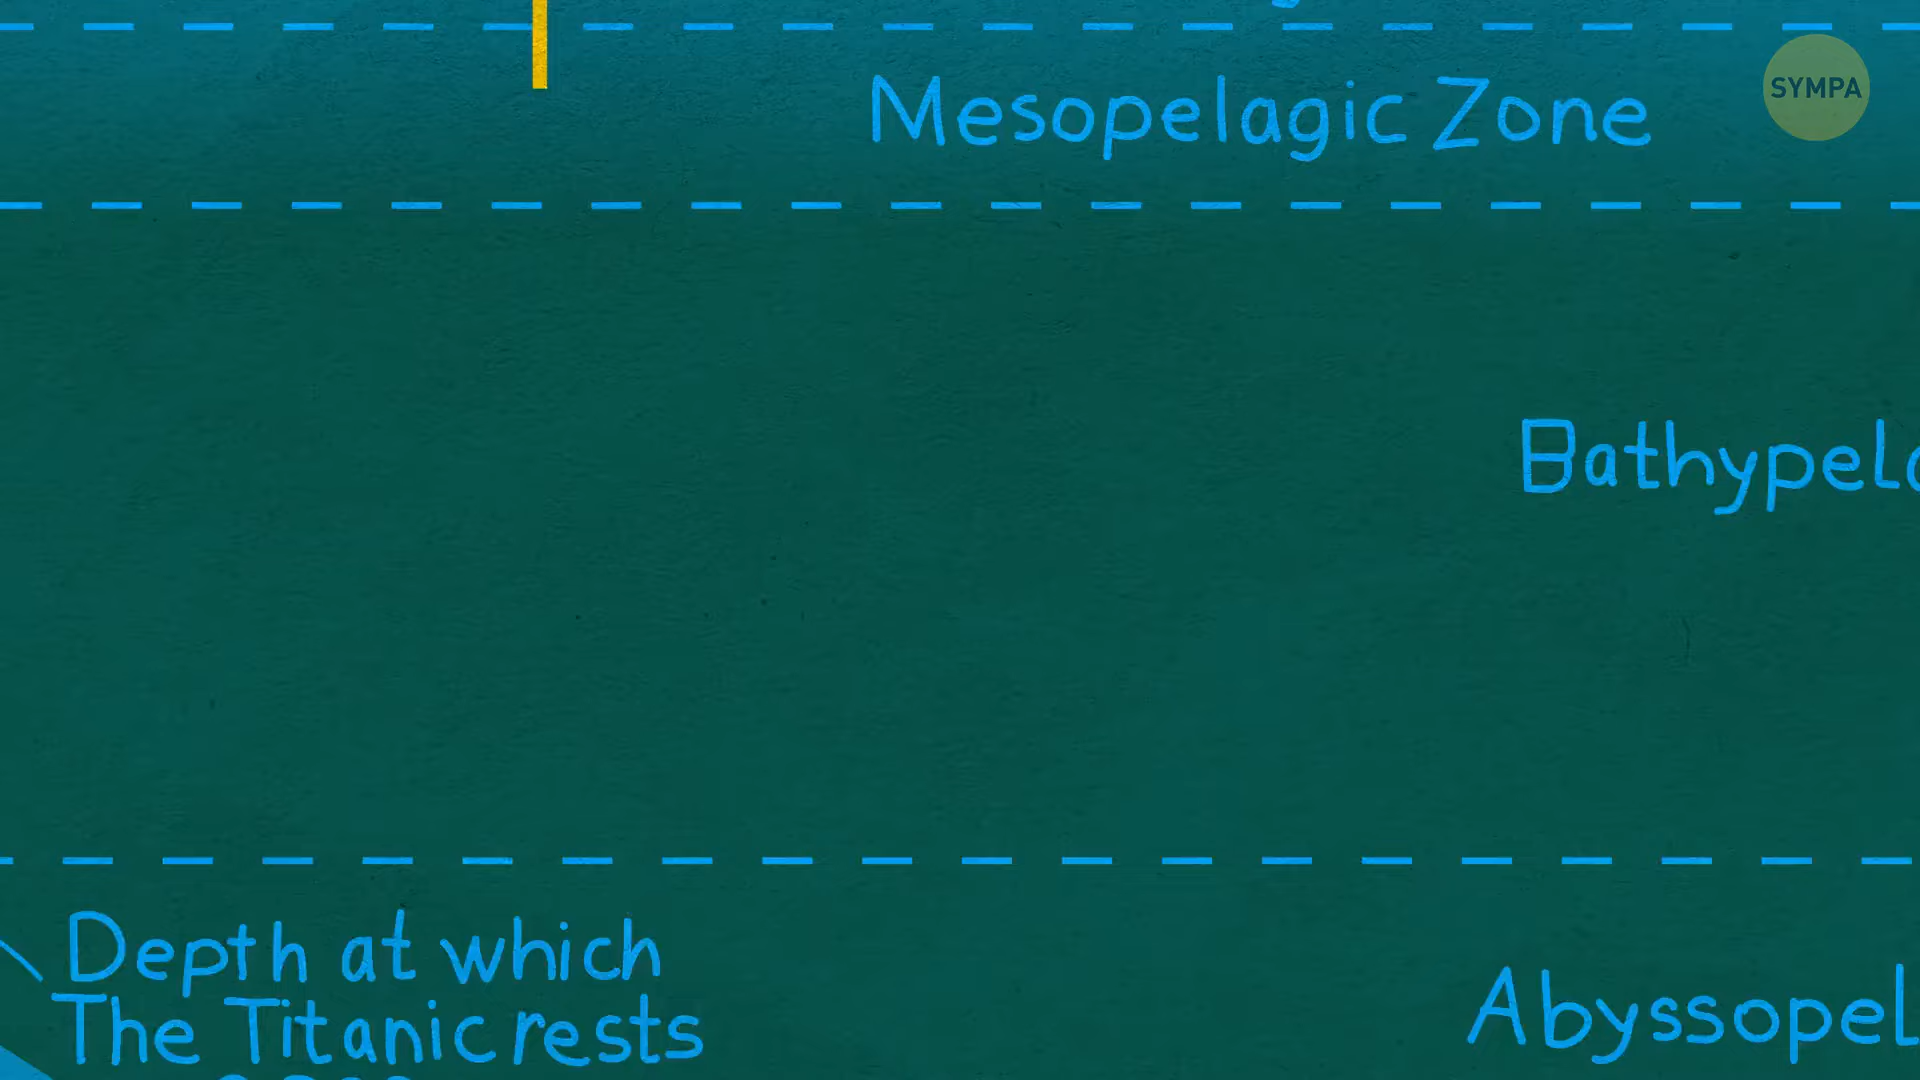 Mesopelagic Zone
SYMPA
Bathypel
Depth at which
The Titanic rests
Abyssopel